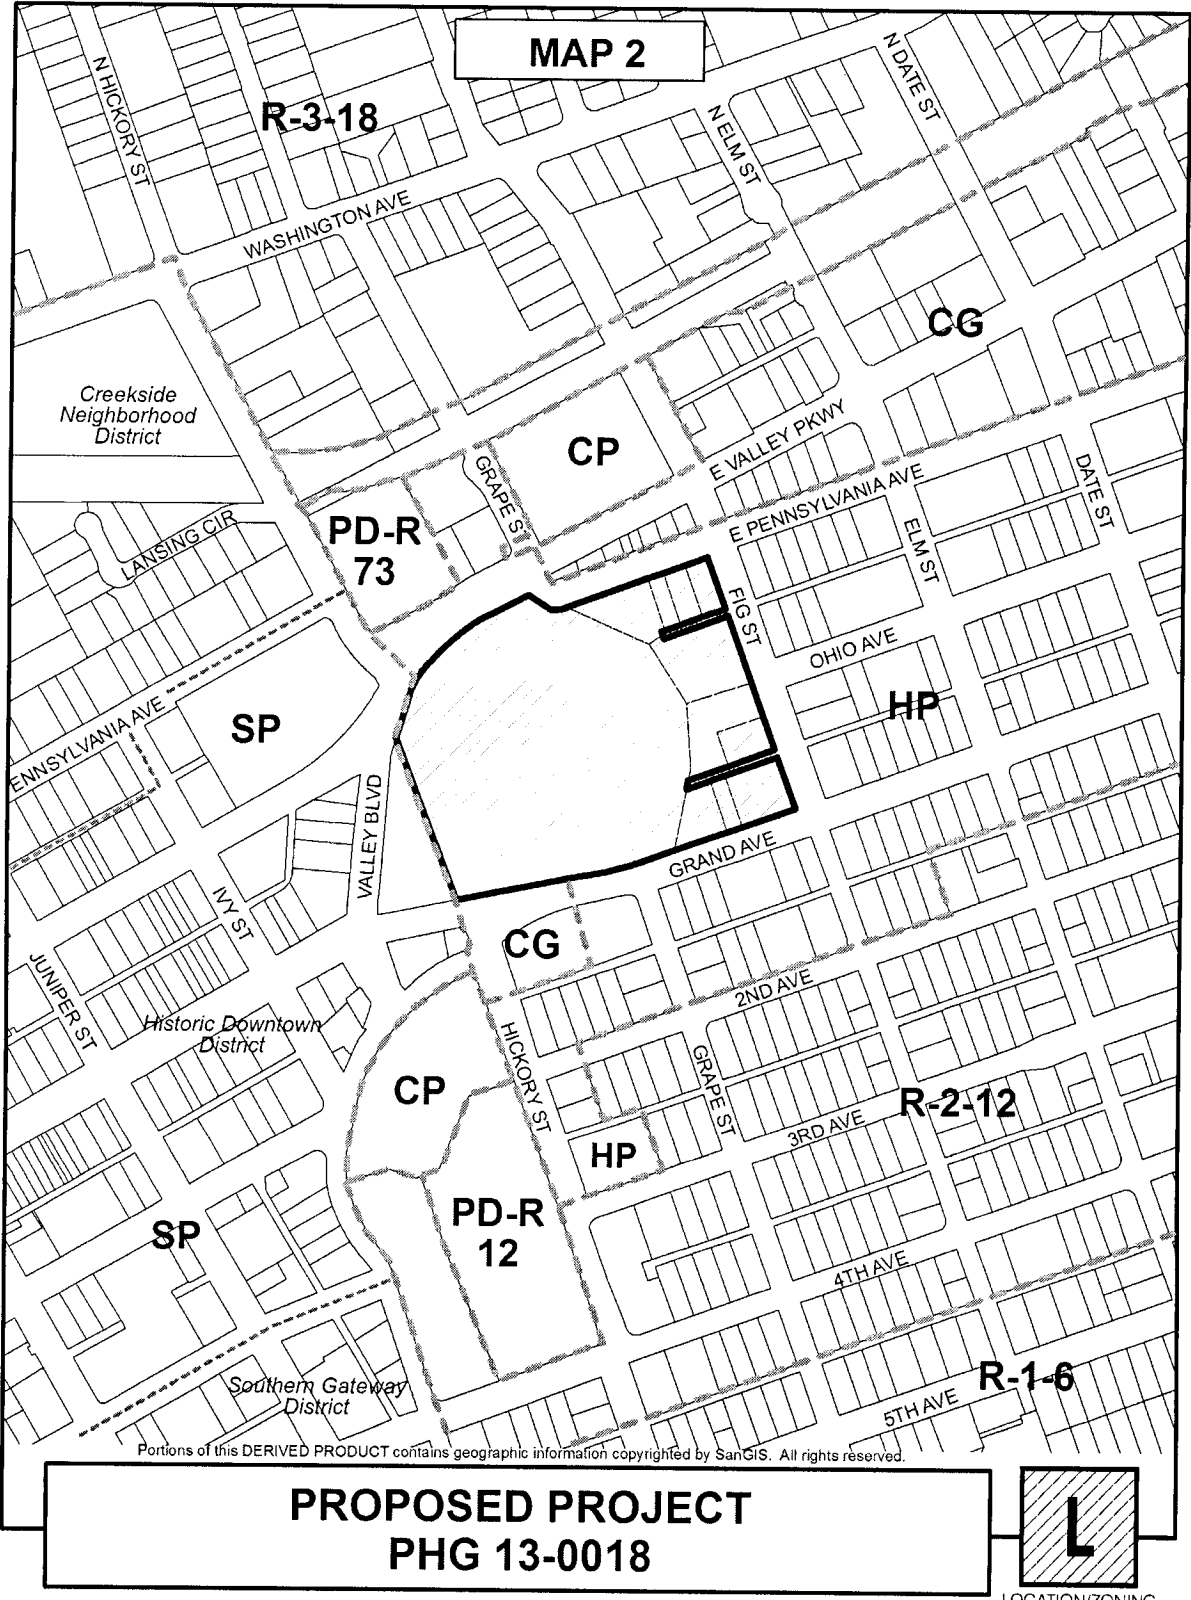 MAP 2
N HICKORY ST
R-3-18
N DATE ST
N ELM ST
WASHINGTON AVE
CG
Creekside
Neighborhood
District
CP
E VALLEY PKWY
GRAPE ST
PD-R
73
LANSING CIR
E PENNSYLVANIA AVE
DATE ST
ELM ST
FIG ST
OHIO AVE
HP
ENNSYLVANIA AVE
SP
VALLEY BLVD
GRAND AVE
IVY ST
CG
JUNIPER ST
2ND AVE
Historic Downtown
District
HICKORY ST
GRAPE ST
CP
R-2-12
3RD AVE
HP
PD-R
12
SP
4TH AVE
R-1-6
Southern Gateway
District
5TH AVE
Portions of this DERIVED PRODUCT contains geographic information copyrighted by SanGIS. All rights reserved.
PROPOSED PROJECT
PHG 13-0018
L
LOCATION/ZONING